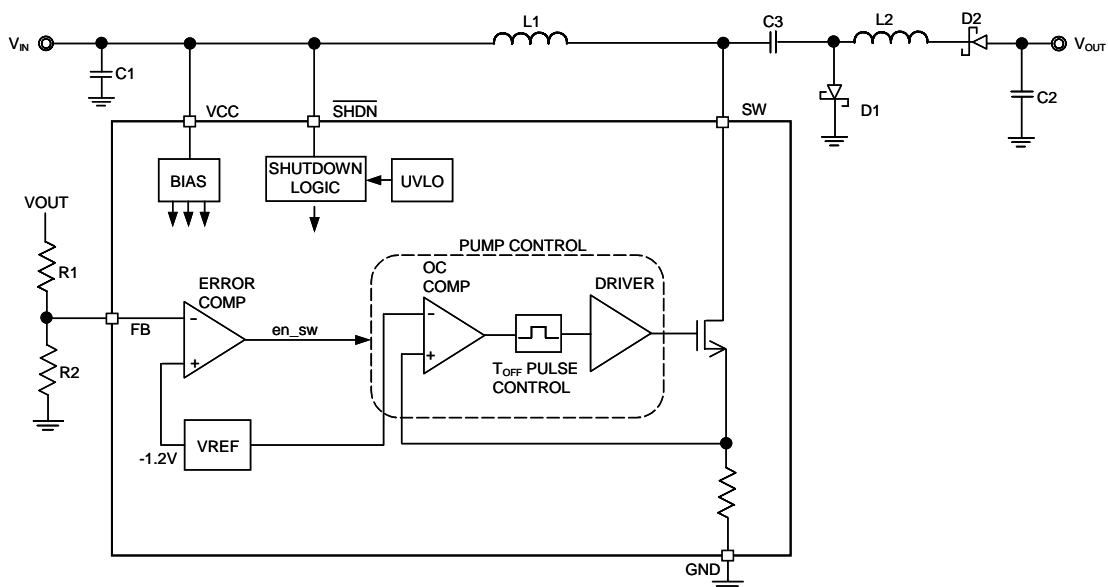 L1
C3
L2
D2
VIN
VOUT
C1
D1
C2
VCC
SHDN
SW
BIAS
SHUTDOWN
LOGIC
UVLO
VOUT
R1
PUMP CONTROL
OC
COMP
DRIVER
ERROR
COMP
FB
-
en_sw
-
+
+
R2
TOFF PULSE
CONTROL
-1.2V
VREF
GND